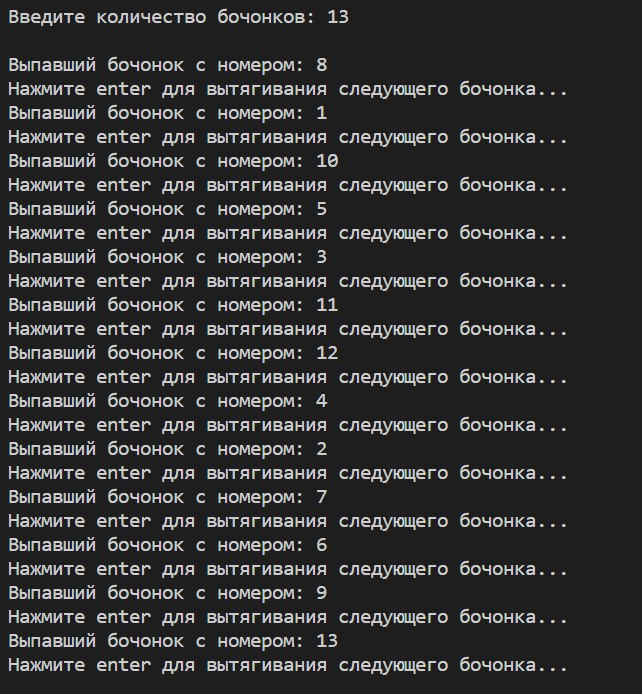 Введите количество бочонков: 13
Выпавший бочонок с номером: 8
Нажмите enter для вытягивания следующего бочонка...
Выпавший бочонок с номером: 1
Нажмите enter для вытягивания следующего бочонка...
Выпавший бочонок с номером: 10
Нажмите enter для вытягивания следующего бочонка...
Выпавший бочонок с номером: 5
Нажмите enter для вытягивания следующего бочонка...
Выпавший бочонок с номером: 3
Нажмите enter для вытягивания следующего бочонка...
Выпавший бочонок с номером: 11
Нажмите enter для вытягивания следующего бочонка...
Выпавший бочонок с номером: 12
Нажмите enter для вытягивания следующего бочонка...
Выпавший бочонок с номером: 4
Нажмите enter для вытягивания следующего бочонка...
Выпавший бочонок с номером: 2
Нажмите enter для вытягивания следующего бочонка...
Выпавший бочонок с номером: 7
Нажмите enter для вытягивания следующего бочонка...
Выпавший бочонок с номером: 6
Нажмите enter для вытягивания следующего бочонка...
Выпавший бочонок с номером: 9
Нажмите enter для вытягивания следующего бочонка...
Выпавший бочонок с номером: 13
Нажмите enter для вытягивания следующего бочонка...